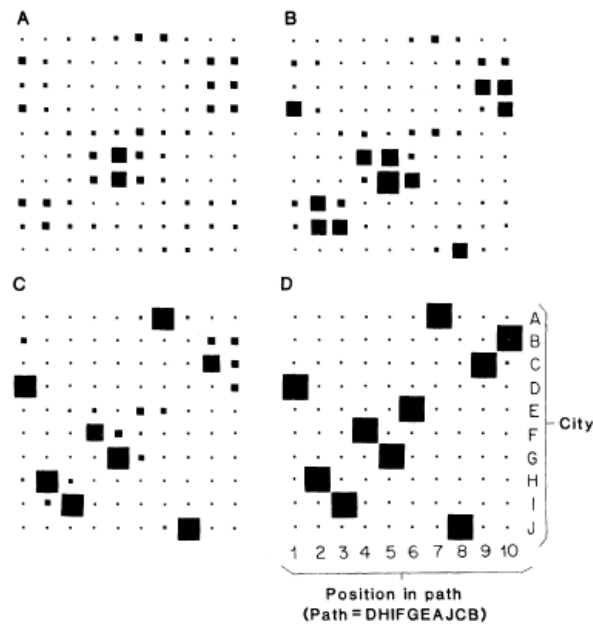 A
B
C
D
A
B
C
D
E
F
G
H
I
J
City
1 2 3 4 5 6 7 8 9 10
Position in path
(Path=DHIFGEAJCB)